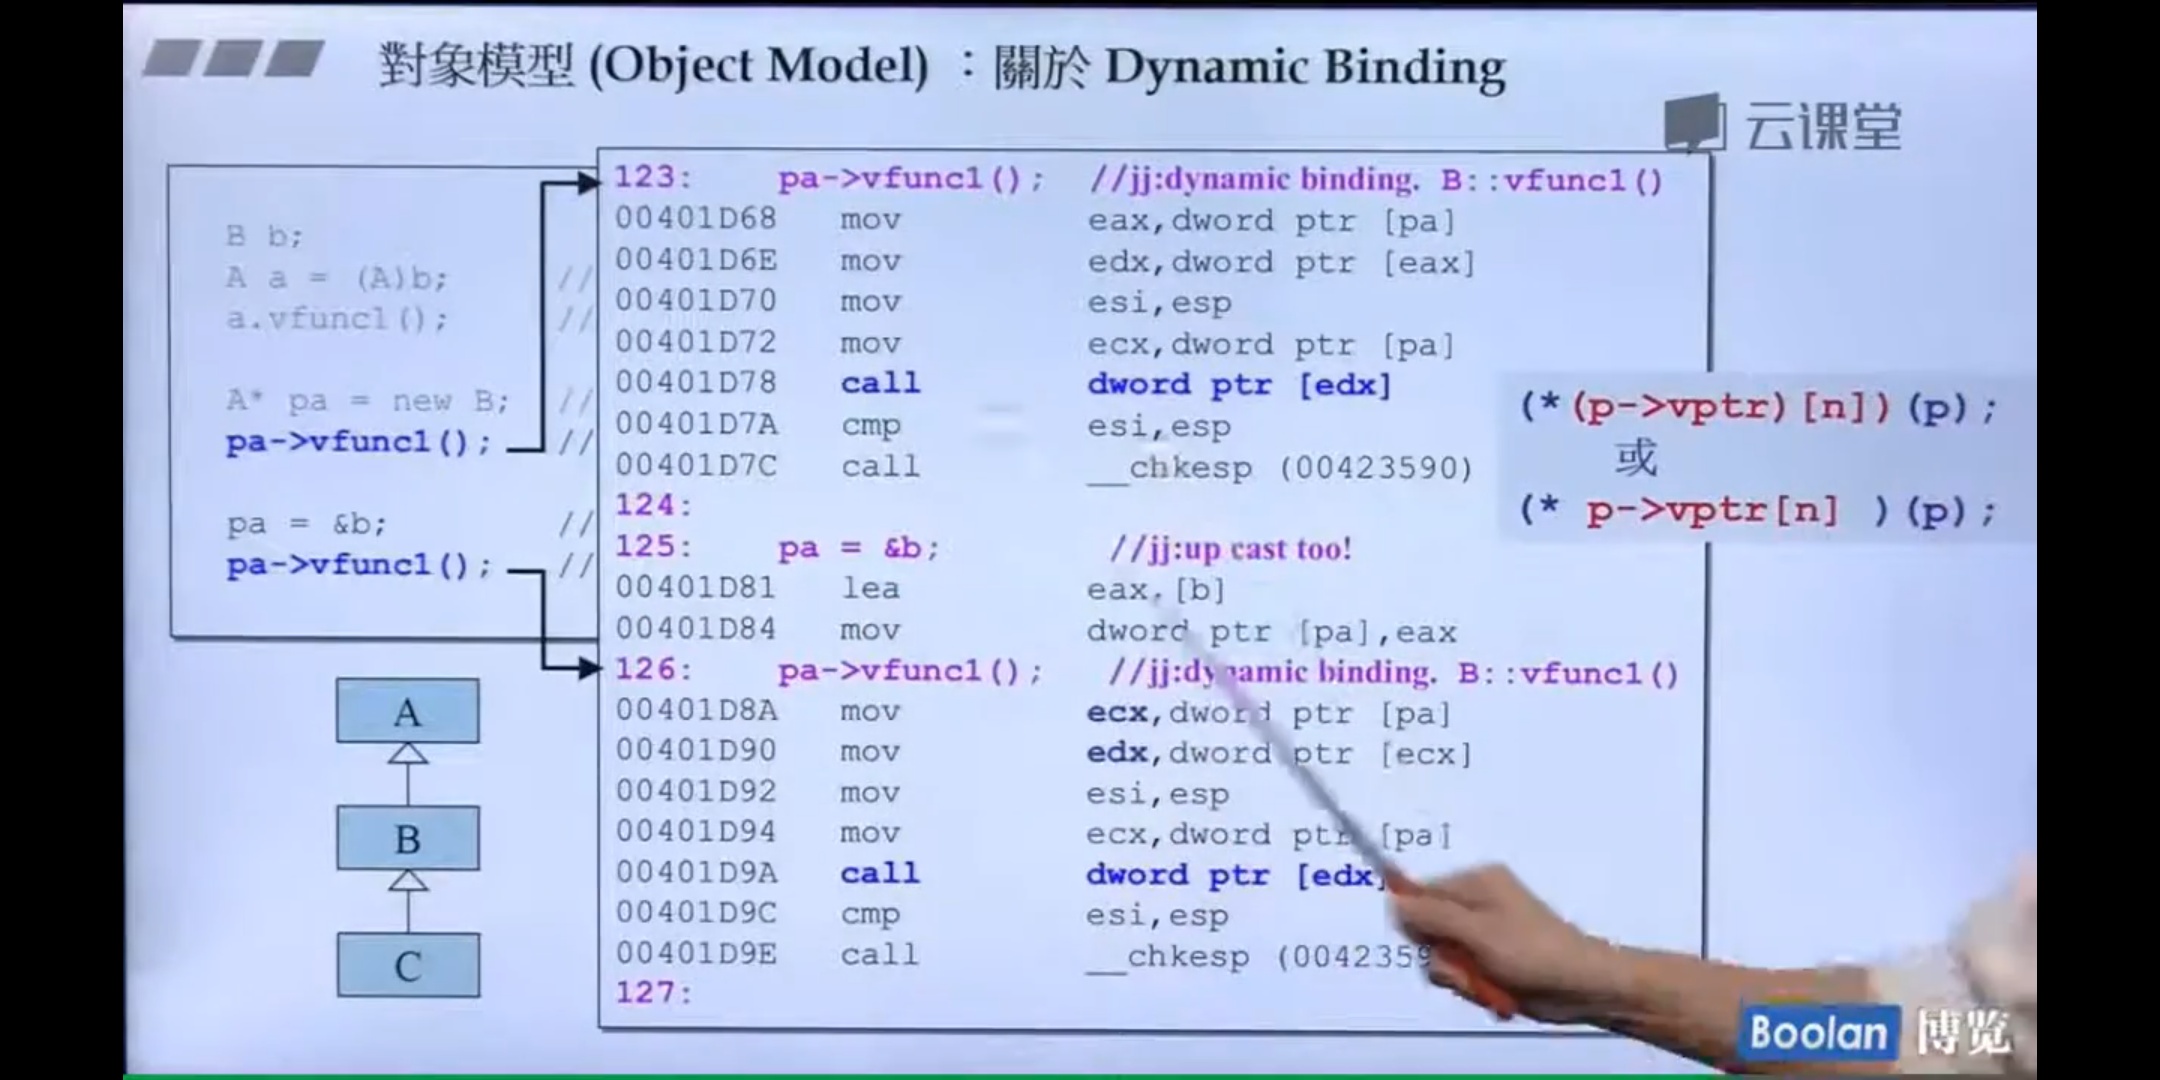 對象模型 (Object Model) ：關於 Dynamic Binding
云课堂
B b;
A a = (A)b; //
a.vfunc1(); //
A* pa = new B; //
pa->vfunc1(); //
pa = &b; //
pa->vfunc1(); //
123: pa->vfunc1(); //jj:dynamic binding. B::vfunc1()
00401D68 mov eax,dword ptr [pa]
00401D6E mov edx,dword ptr [eax]
00401D70 mov esi,esp
00401D72 mov ecx,dword ptr [pa]
00401D78 call dword ptr [edx]
00401D7A cmp esi,esp
00401D7C call __chkesp (00423590)
124:
125: pa = &b; //jj:up cast too!
00401D81 lea eax,[b]
00401D84 mov dword ptr [pa],eax
126: pa->vfunc1(); //jj:dynamic binding. B::vfunc1()
00401D8A mov ecx,dword ptr [pa]
00401D90 mov edx,dword ptr [ecx]
00401D92 mov esi,esp
00401D94 mov ecx,dword ptr [pa]
00401D9A call dword ptr [edx]
00401D9C cmp esi,esp
00401D9E call __chkesp (0042359
127:
(*(p->vptr)[n])(p);
或
(* p->vptr[n] )(p);
A
B
C
Boolan 博览